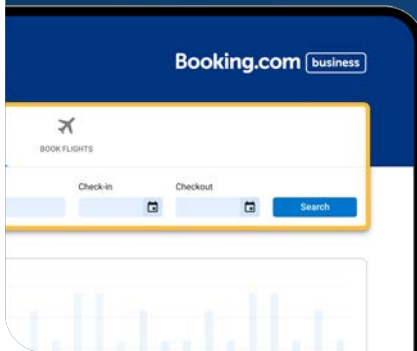 Booking.com business
BOOK FLIGHTS
Check-in Checkout
Search